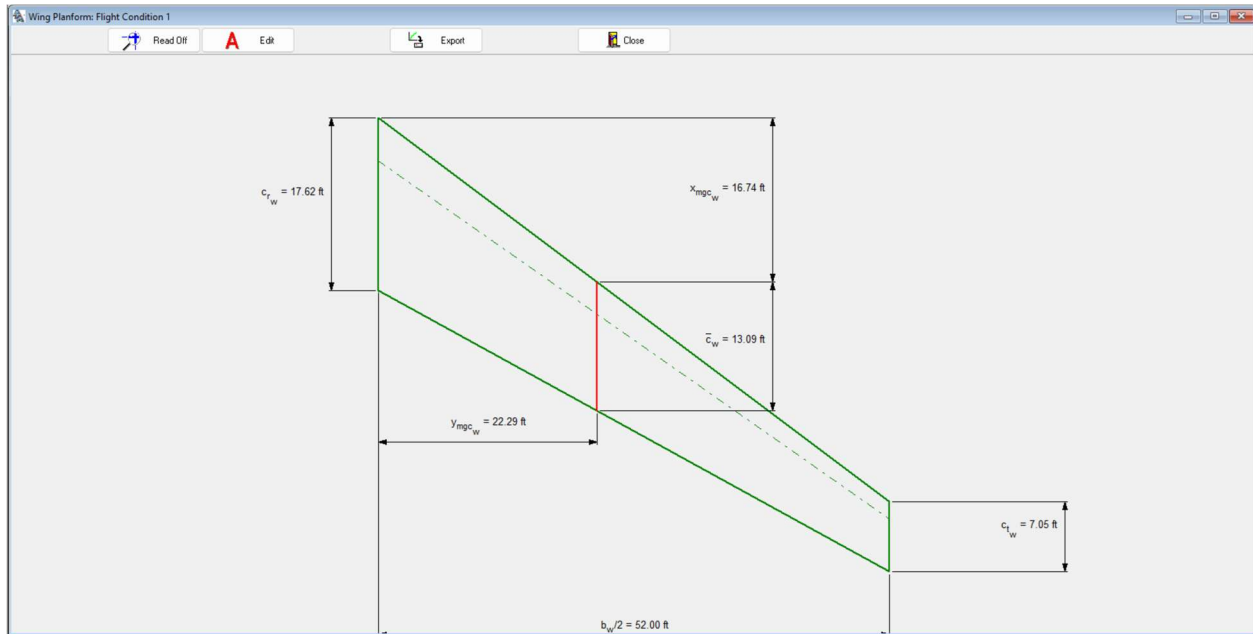 Wing Planform: Flight Condition 1
Read Off
A Edit
Export
Close
c_r_w = 17.62 ft
x_mgc_w = 16.74 ft
c̄_w = 13.09 ft
y_mgc_w = 22.29 ft
c_t_w = 7.05 ft
b_w/2 = 52.00 ft